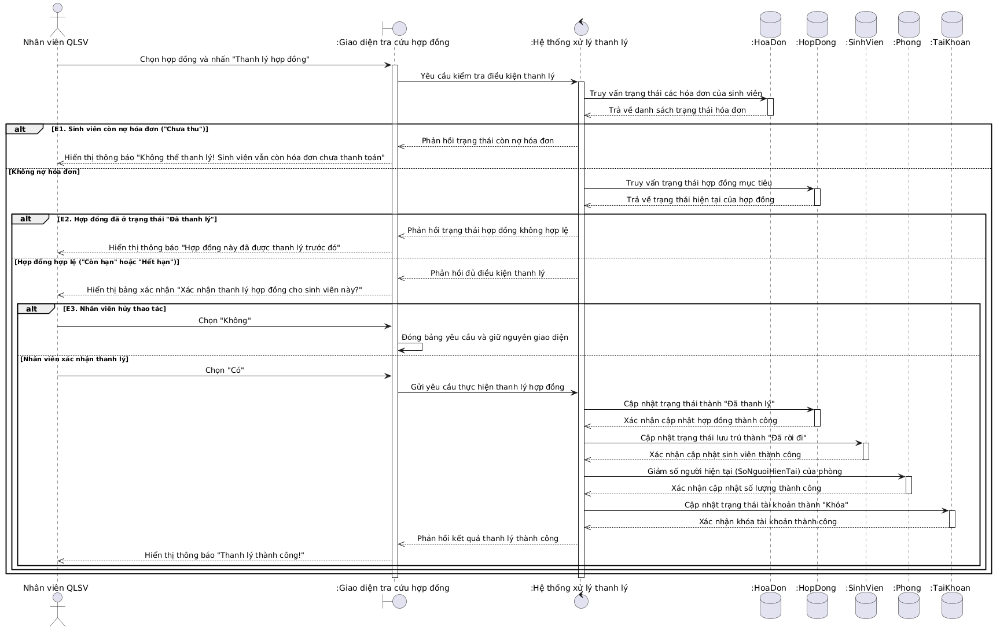 Nhân viên QLSV
:Giao diện tra cứu hợp đồng
:Hệ thống xử lý thanh lý
:HoaDon
:HopDong
:SinhVien
:Phong
:TaiKhoan
Chọn hợp đồng và nhấn "Thanh lý hợp đồng"
Yêu cầu kiểm tra điều kiện thanh lý
Truy vấn trạng thái các hóa đơn của sinh viên
Trả về danh sách trạng thái hóa đơn
alt [E1. Sinh viên còn nợ hóa đơn ("Chưa thu")]
Phản hồi trạng thái còn nợ hóa đơn
Hiển thị thông báo "Không thể thanh lý! Sinh viên vẫn còn hóa đơn chưa thanh toán"
[Không nợ hóa đơn]
Truy vấn trạng thái hợp đồng mục tiêu
Trả về trạng thái hiện tại của hợp đồng
alt [E2. Hợp đồng đã ở trạng thái "Đã thanh lý"]
Phản hồi trạng thái hợp đồng không hợp lệ
Hiển thị thông báo "Hợp đồng này đã được thanh lý trước đó"
[Hợp đồng hợp lệ ("Còn hạn" hoặc "Hết hạn")]
Phản hồi đủ điều kiện thanh lý
Hiển thị bảng xác nhận "Xác nhận thanh lý hợp đồng cho sinh viên này?"
alt [E3. Nhân viên hủy thao tác]
Chọn "Không"
Đóng bảng yêu cầu và giữ nguyên giao diện
[Nhân viên xác nhận thanh lý]
Chọn "Có"
Gửi yêu cầu thực hiện thanh lý hợp đồng
Cập nhật trạng thái thành "Đã thanh lý"
Xác nhận cập nhật hợp đồng thành công
Cập nhật trạng thái lưu trú thành "Đã rời đi"
Xác nhận cập nhật sinh viên thành công
Giảm số người hiện tại (SoNguoiHienTai) của phòng
Xác nhận cập nhật số lượng thành công
Cập nhật trạng thái tài khoản thành "Khóa"
Xác nhận khóa tài khoản thành công
Phản hồi kết quả thanh lý thành công
Hiển thị thông báo "Thanh lý thành công!"
Nhân viên QLSV
:Giao diện tra cứu hợp đồng
:Hệ thống xử lý thanh lý
:HoaDon
:HopDong
:SinhVien
:Phong
:TaiKhoan